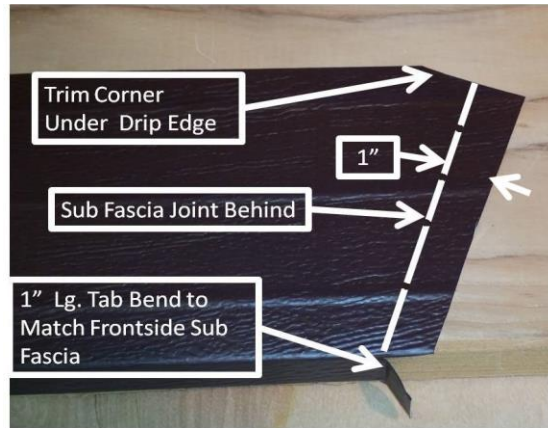 Trim Corner
Under Drip Edge
1”
Sub Fascia Joint Behind
1” Lg. Tab Bend to
Match Frontside Sub
Fascia